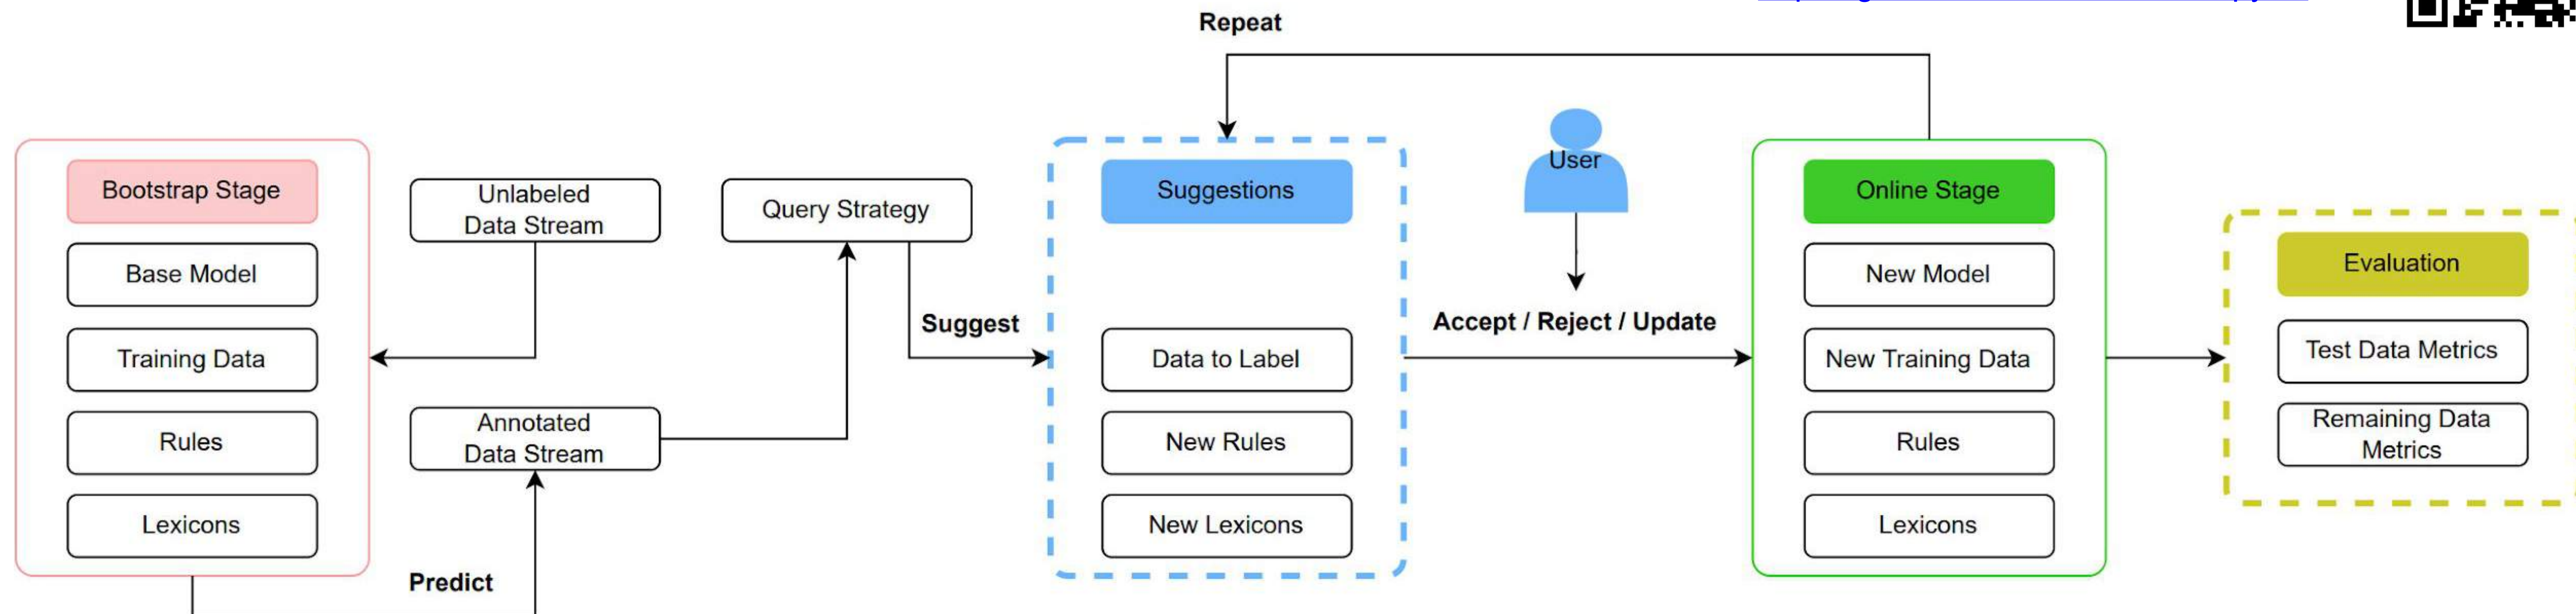 Repeat
Bootstrap Stage
Base Model
Training Data
Rules
Lexicons
Unlabeled
Data Stream
Annotated
Data Stream
Predict
Query Strategy
Suggest
Suggestions
Data to Label
New Rules
New Lexicons
User
Accept / Reject / Update
Online Stage
New Model
New Training Data
Rules
Lexicons
Evaluation
Test Data Metrics
Remaining Data
Metrics